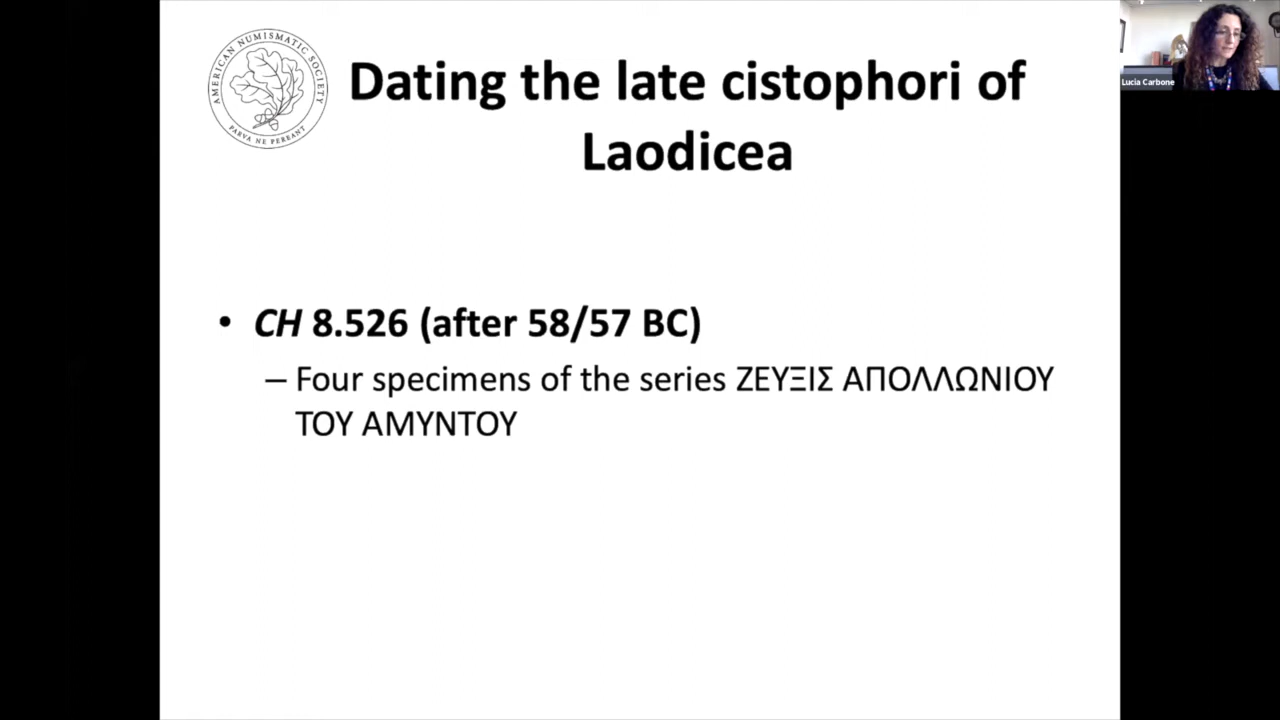 AMERICAN NUMISMATIC SOCIETY
PARVA NE PEREANT
Dating the late cistophori of
Laodicea
Lucia Carbone
• CH 8.526 (after 58/57 BC)
– Four specimens of the series ΖΕΥΞΙΣ ΑΠΟΛΛΩΝΙΟΥ
ΤΟΥ ΑΜΥΝΤΟΥ